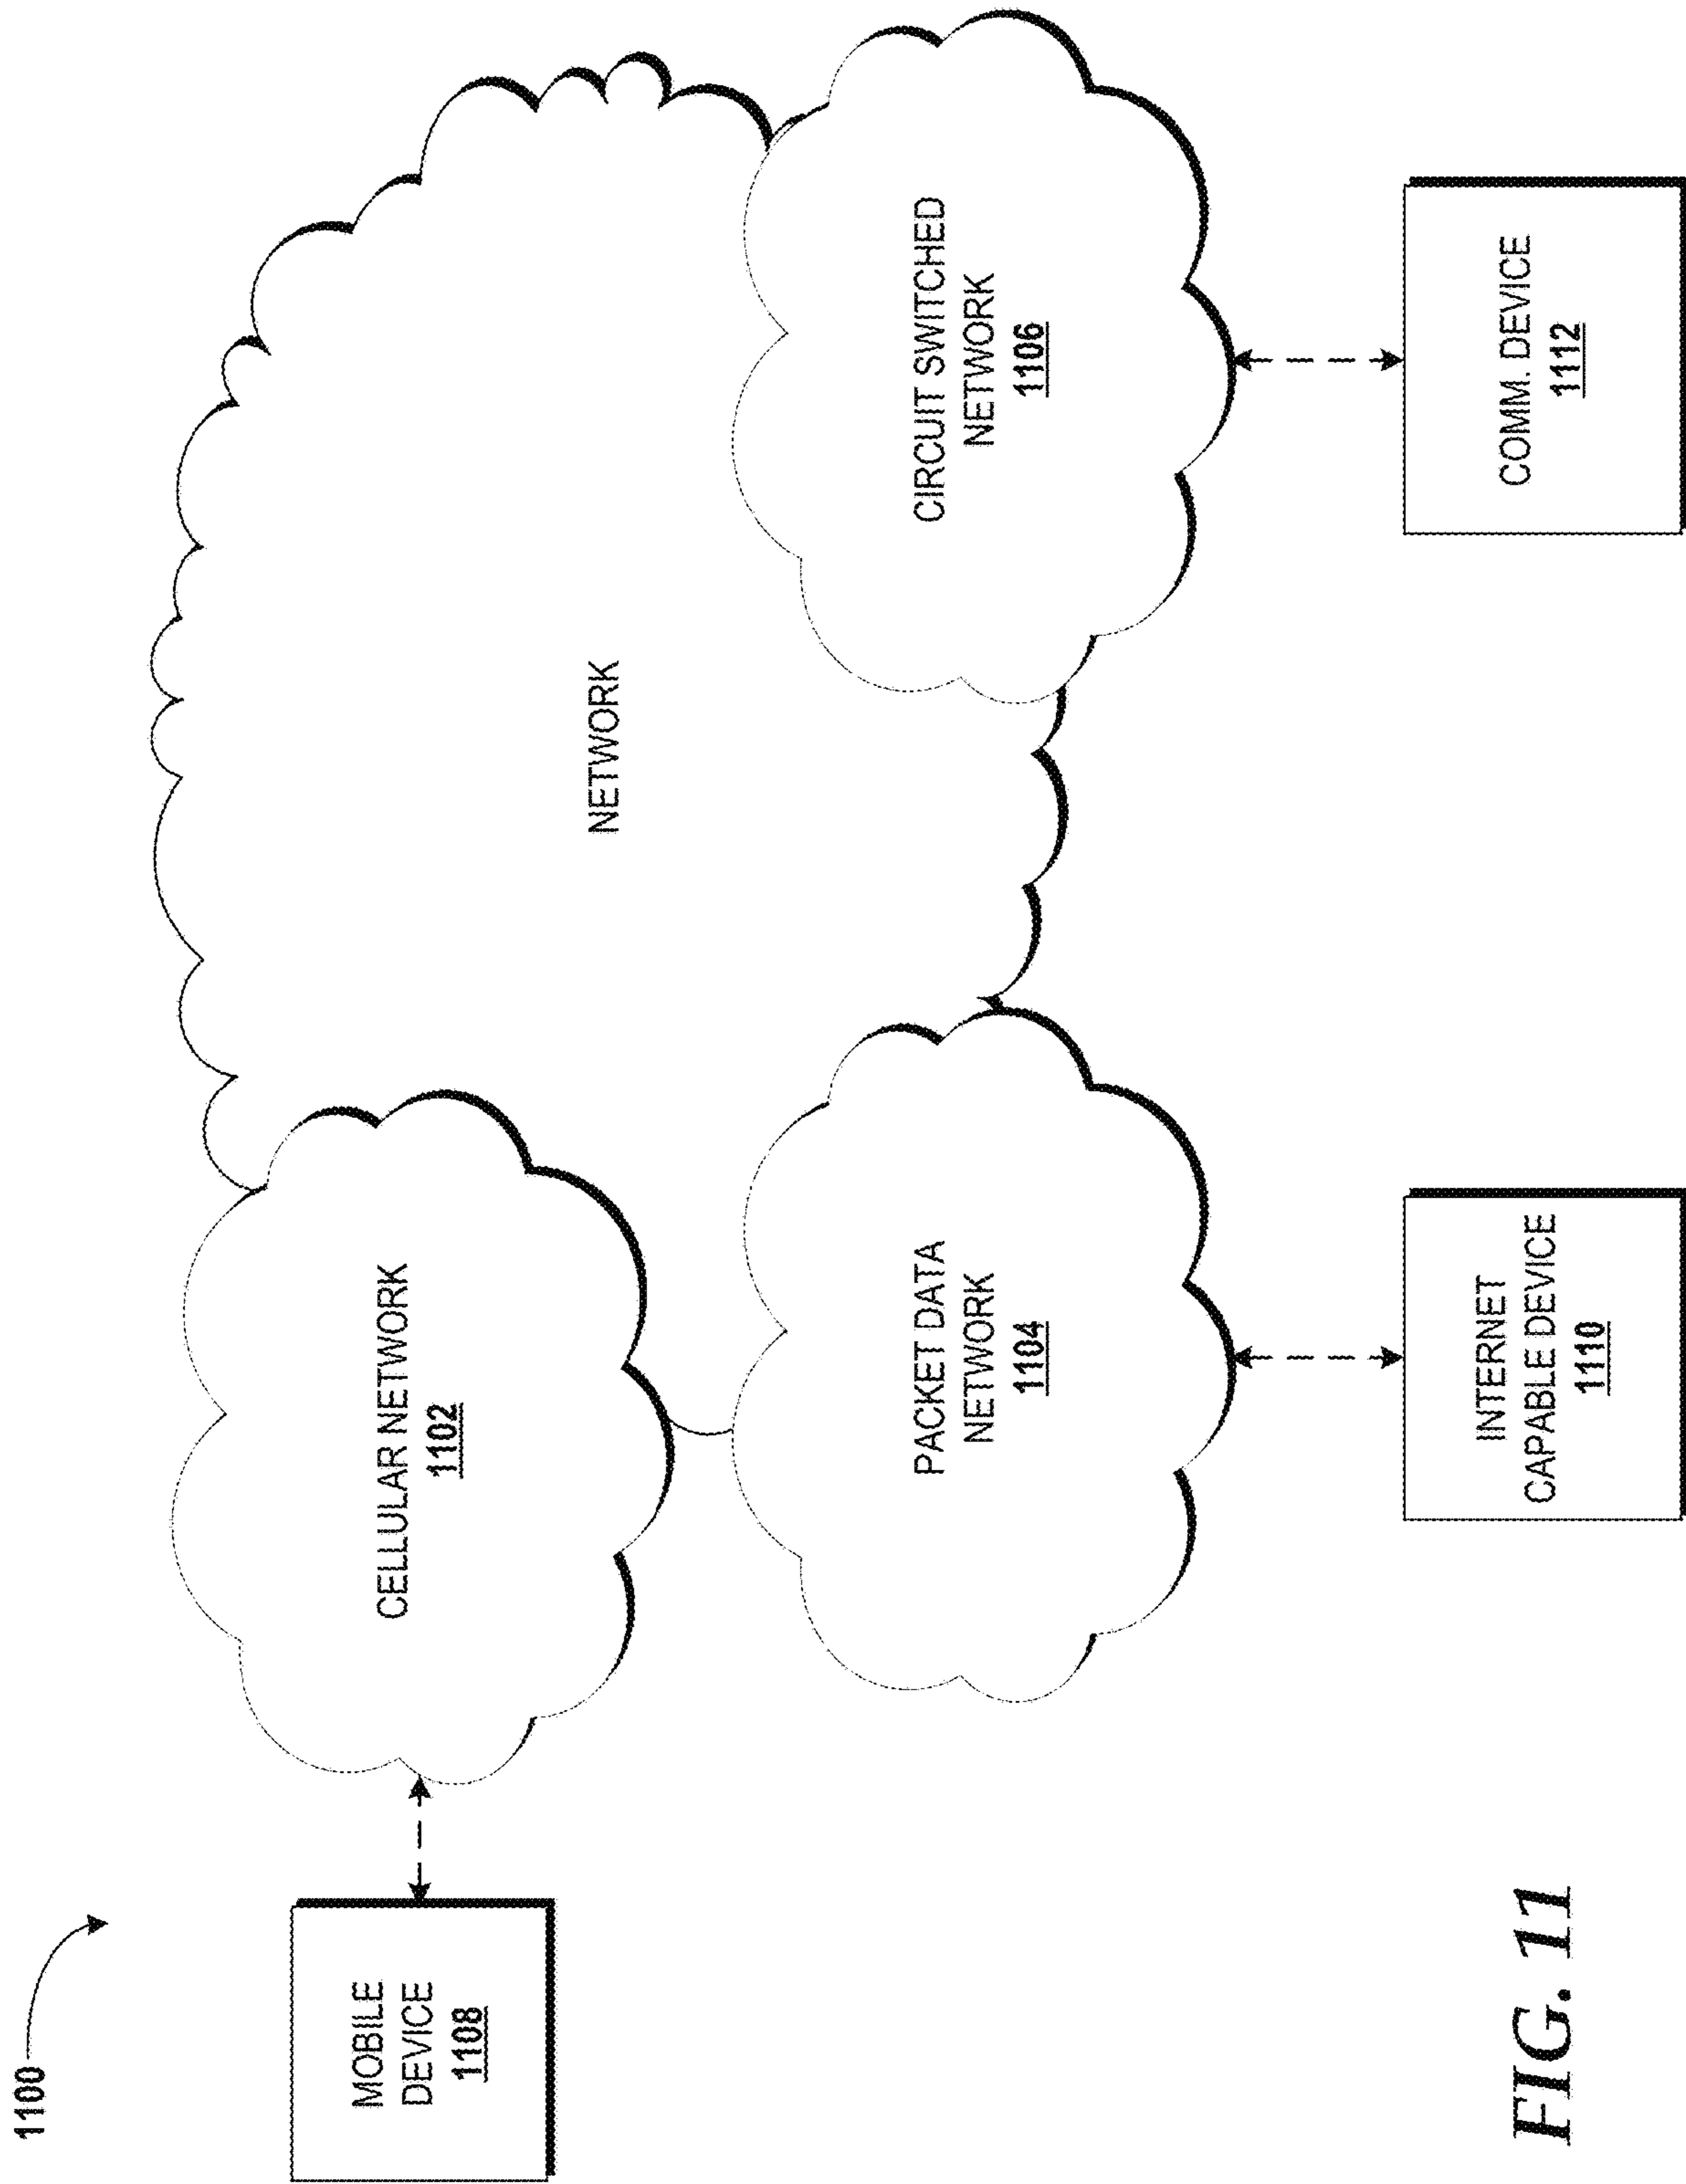 1100
MOBILE
DEVICE
1108
CELLULAR NETWORK
1102
NETWORK
PACKET DATA
NETWORK
1104
CIRCUIT SWITCHED
NETWORK
1106
INTERNET
CAPABLE DEVICE
1110
COMM. DEVICE
1112
FIG. 11